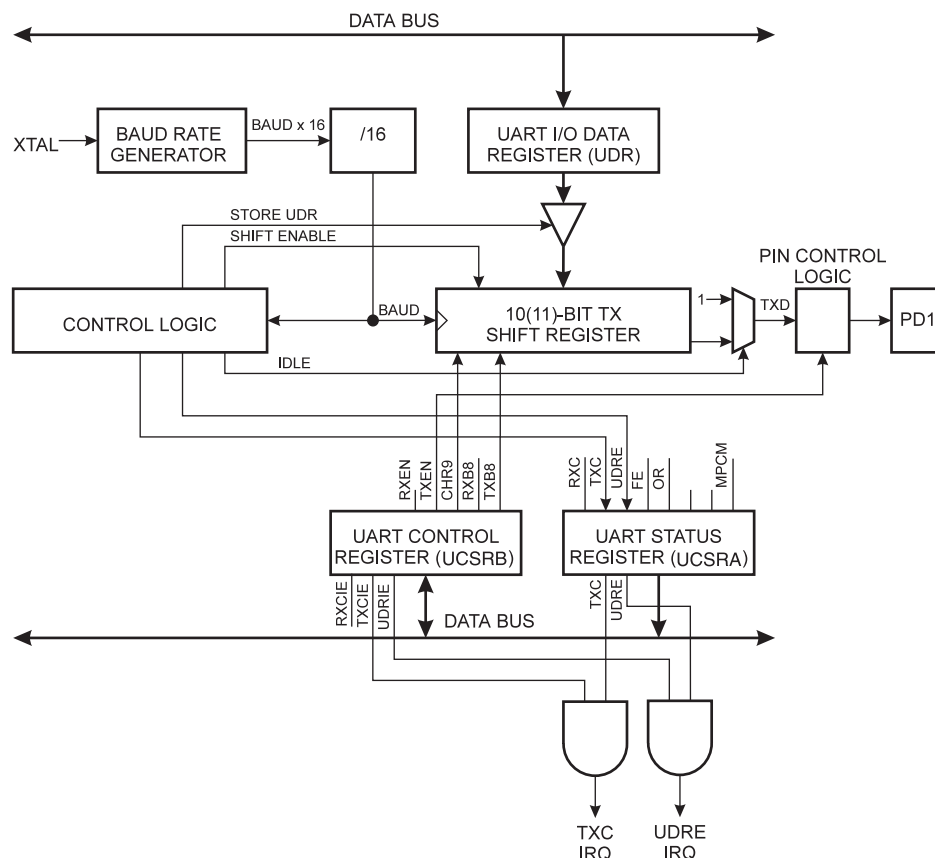 DATA BUS
XTAL
BAUD RATE
GENERATOR
BAUD x 16
/16
UART I/O DATA
REGISTER (UDR)
STORE UDR
SHIFT ENABLE
PIN CONTROL
LOGIC
CONTROL LOGIC
BAUD
10(11)-BIT TX
SHIFT REGISTER
1
TXD
PD1
IDLE
RXEN
TXEN
CHR9
RXB8
TXB8
RXC
TXC
UDRE
FE
OR
MPCM
UART CONTROL
REGISTER (UCSRB)
UART STATUS
REGISTER (UCSRA)
RXCIE
TXCIE
UDRIE
TXC
UDRE
DATA BUS
TXC
IRQ
UDRE
IRQ